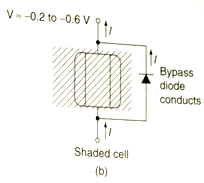 V ≈ −0.2 to −0.6 V
I
I
Bypass
diode
conducts
I
Shaded cell
(b)